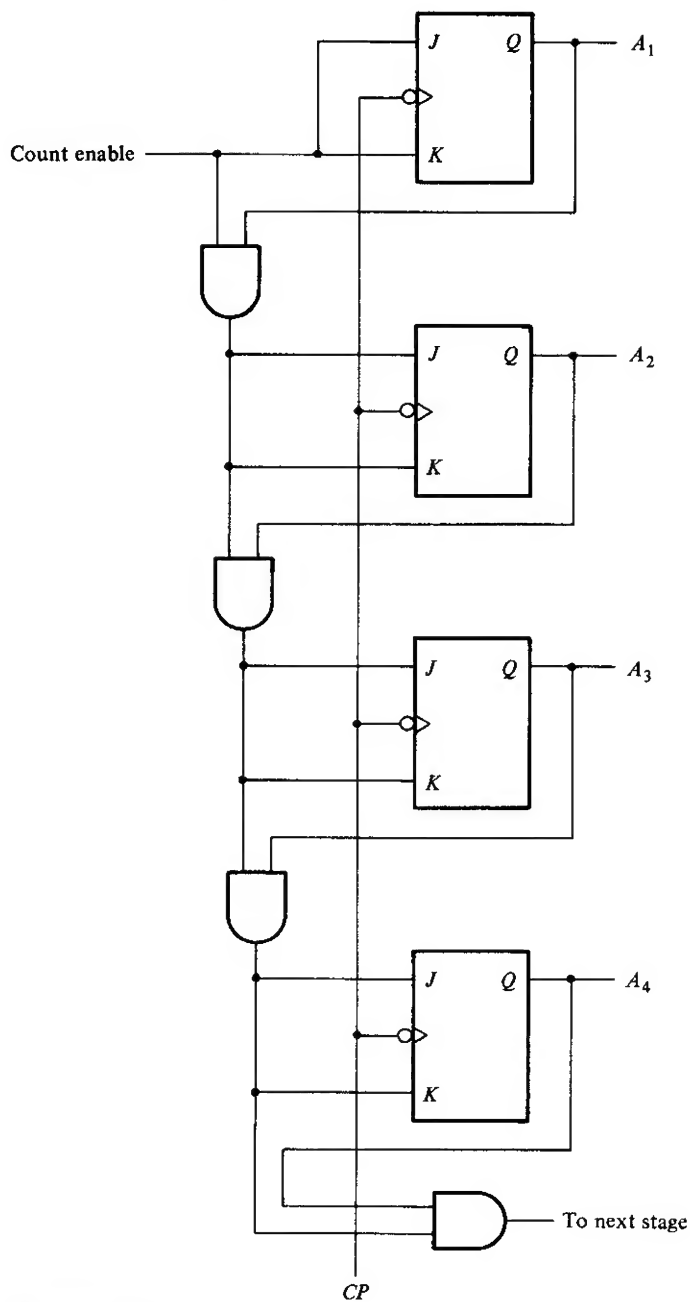 J Q A1
Count enable
K
J Q A2
K
J Q A3
K
J Q A4
K
To next stage
CP